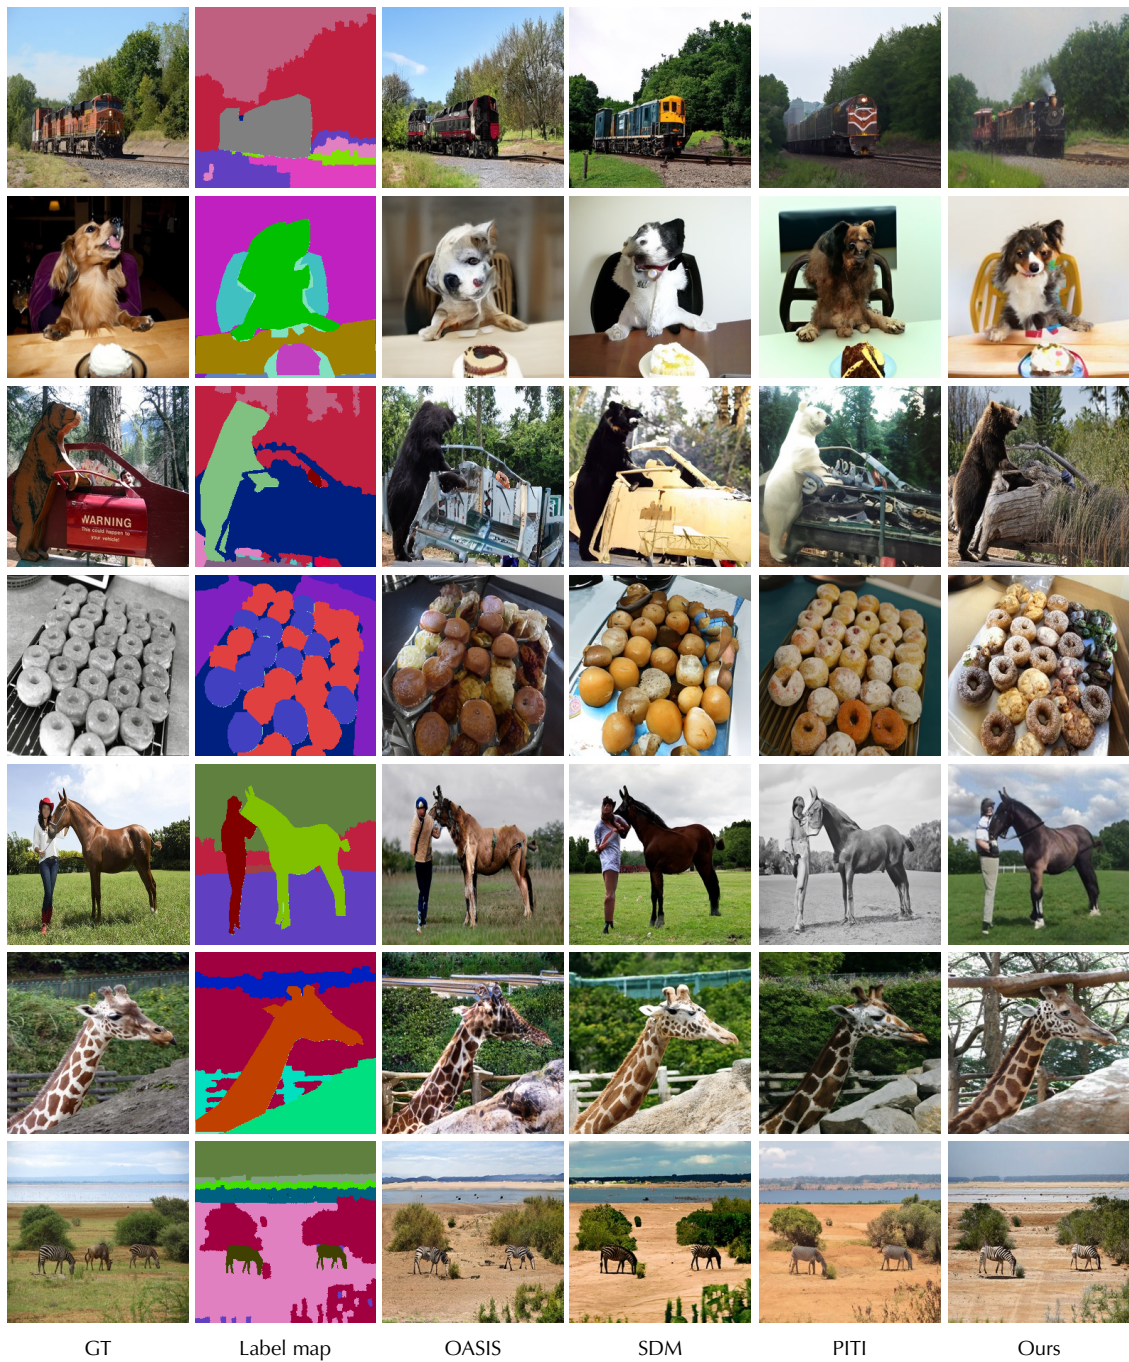 WARNING
This could happen to
your vehicle!
GT
Label map
OASIS
SDM
PITI
Ours